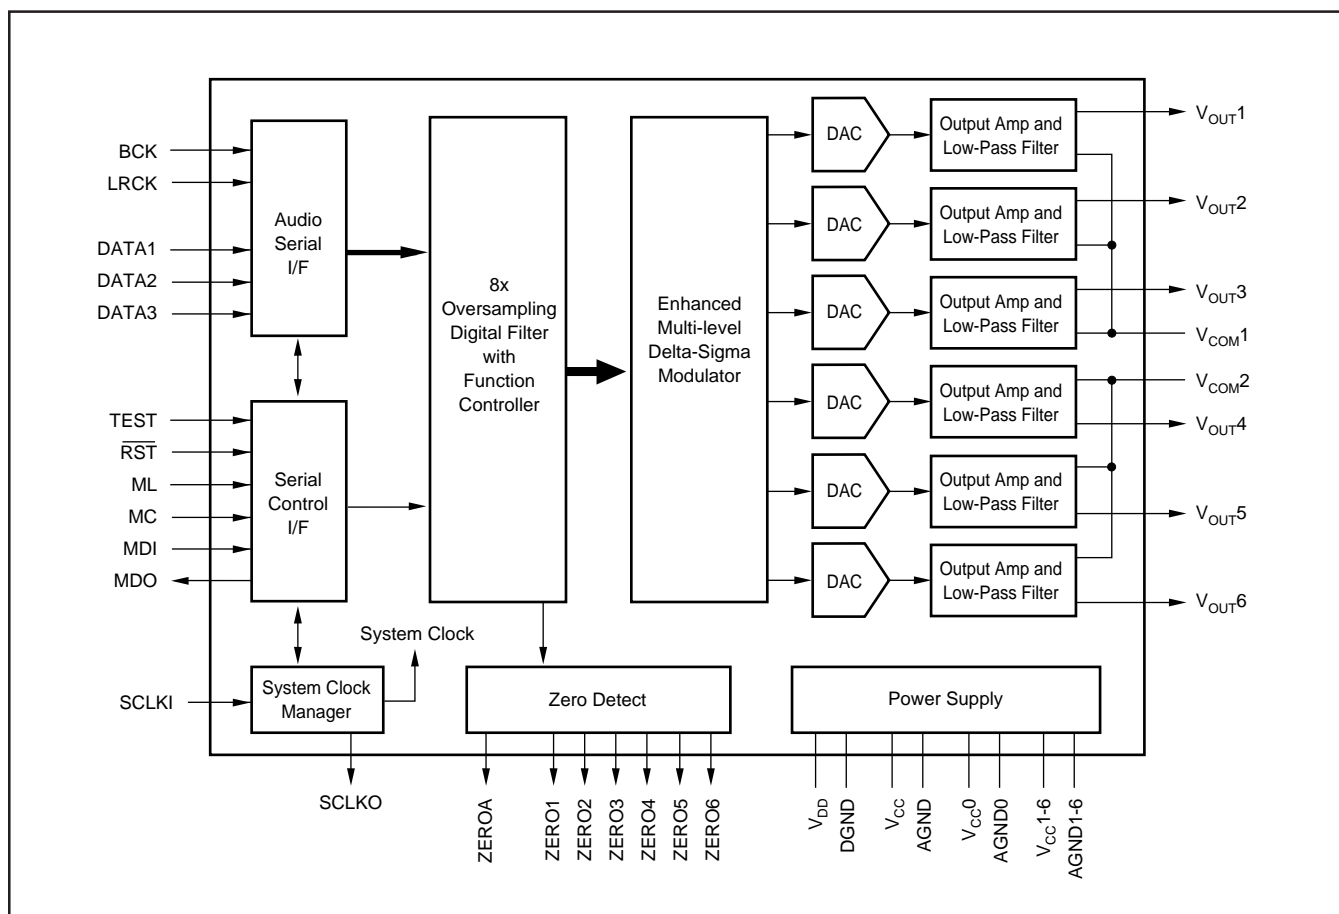 BCK
LRCK
DATA1
DATA2
DATA3
Audio
Serial
I/F
TEST
R̅S̅T̅
ML
MC
MDI
MDO
Serial
Control
I/F
SCLKI
System Clock
Manager
System Clock
SCLKO
8x
Oversampling
Digital Filter
with
Function
Controller
Enhanced
Multi-level
Delta-Sigma
Modulator
DAC
Output Amp and
Low-Pass Filter
VOUT1
DAC
Output Amp and
Low-Pass Filter
VOUT2
DAC
Output Amp and
Low-Pass Filter
VOUT3
VCOM1
DAC
Output Amp and
Low-Pass Filter
VCOM2
VOUT4
DAC
Output Amp and
Low-Pass Filter
VOUT5
DAC
Output Amp and
Low-Pass Filter
VOUT6
Zero Detect
ZEROA
ZERO1
ZERO2
ZERO3
ZERO4
ZERO5
ZERO6
Power Supply
VDD
DGND
VCC
AGND
VCC0
AGND0
VCC1-6
AGND1-6